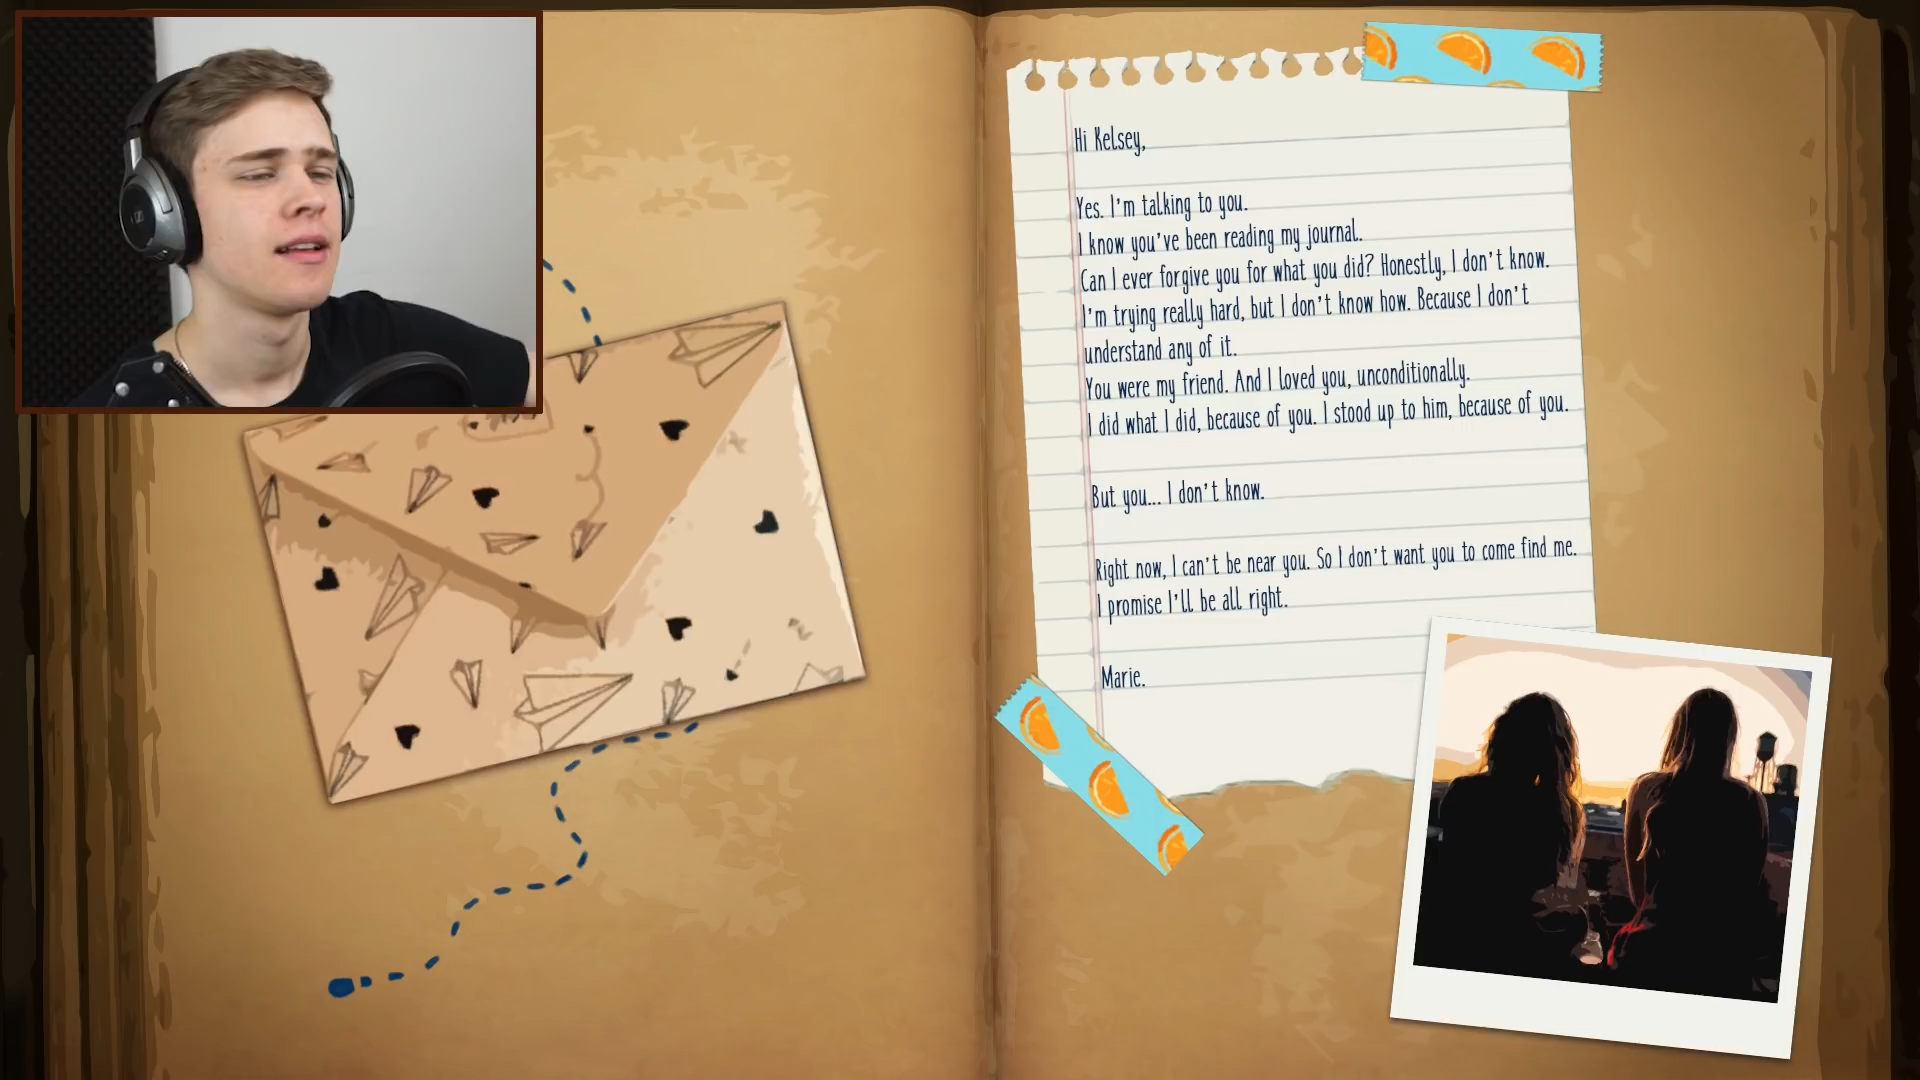 Hi Kelsey,
Yes. I'm talking to you.
I know you've been reading my journal.
Can I ever forgive you for what you did? Honestly, I don't know.
I'm trying really hard, but I don't know how. Because I don't
understand any of it.
You were my friend. And I loved you, unconditionally.
I did what I did, because of you. I stood up to him, because of you.
But you... I don't know.
Right now, I can't be near you. So I don't want you to come find me.
I promise I'll be all right.
Marie.